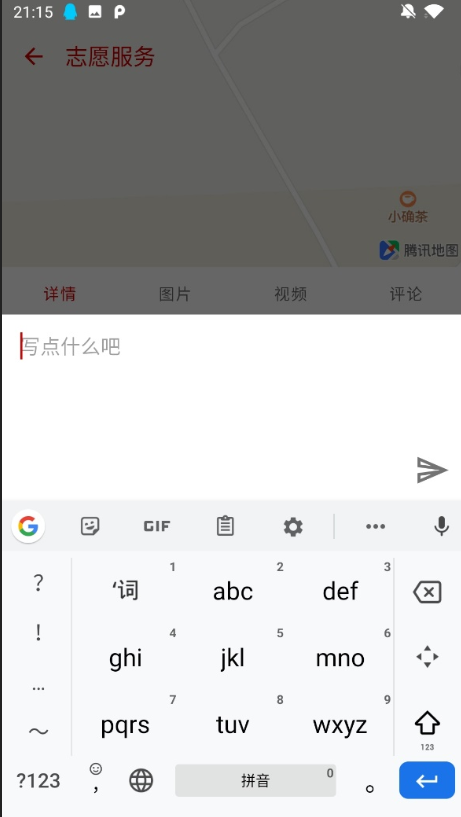 21:15
志愿服务
小确茶
腾讯地图
详情 图片 视频 评论
写点什么吧
GIF
? '词 1 abc 2 def 3
! ghi 4 jkl 5 mno 6
... pqrs 7 tuv 8 wxyz 9
～ 123
?123 , 拼音 0 。